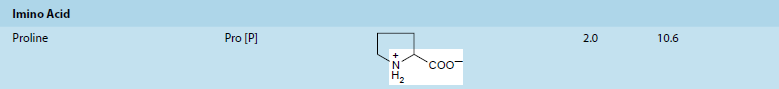 Imino Acid
Proline Pro [P] 2.0 10.6
+
N COO−
H2